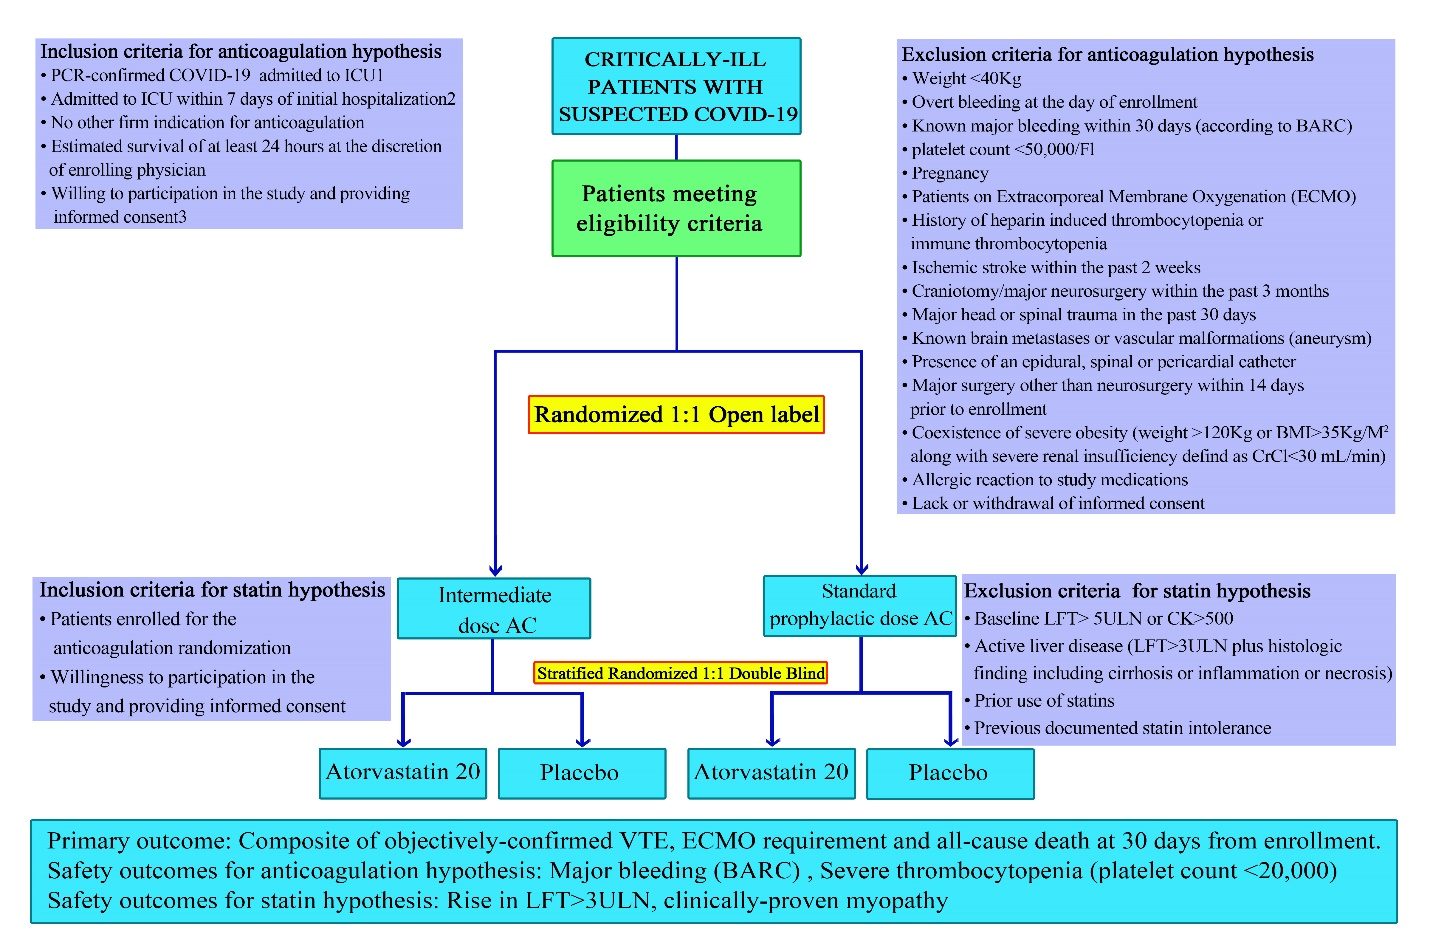 Inclusion criteria for anticoagulation hypothesis
• PCR-confirmed COVID-19 admitted to ICU1
• Admitted to ICU within 7 days of initial hospitalization2
• No other firm indication for anticoagulation
• Estimated survival of at least 24 hours at the discretion
of enrolling physician
• Willing to participation in the study and providing
informed consent3
CRITICALLY-ILL
PATIENTS WITH
SUSPECTED COVID-19
Patients meeting
eligibility criteria
Exclusion criteria for anticoagulation hypothesis
• Weight <40Kg
• Overt bleeding at the day of enrollment
• Known major bleeding within 30 days (according to BARC)
• platelet count <50,000/Fl
• Pregnancy
• Patients on Extracorporeal Membrane Oxygenation (ECMO)
• History of heparin induced thrombocytopenia or
immune thrombocytopenia
• Ischemic stroke within the past 2 weeks
• Craniotomy/major neurosurgery within the past 3 months
• Major head or spinal trauma in the past 30 days
• Known brain metastases or vascular malformations (aneurysm)
• Presence of an epidural, spinal or pericardial catheter
• Major surgery other than neurosurgery within 14 days
prior to enrollment
• Coexistence of severe obesity (weight >120Kg or BMI>35Kg/M²
along with severe renal insufficiency defind as CrCl<30 mL/min)
• Allergic reaction to study medications
• Lack or withdrawal of informed consent
Randomized 1:1 Open label
Inclusion criteria for statin hypothesis
• Patients enrolled for the
anticoagulation randomization
• Willingness to participation in the
study and providing informed consent
Intermediate
dose AC
Standard
prophylactic dose AC
Exclusion criteria for statin hypothesis
• Baseline LFT> 5ULN or CK>500
• Active liver disease (LFT>3ULN plus histologic
finding including cirrhosis or inflammation or necrosis)
• Prior use of statins
• Previous documented statin intolerance
Stratified Randomized 1:1 Double Blind
Atorvastatin 20
Placebo
Atorvastatin 20
Placebo
Primary outcome: Composite of objectively-confirmed VTE, ECMO requirement and all-cause death at 30 days from enrollment.
Safety outcomes for anticoagulation hypothesis: Major bleeding (BARC) , Severe thrombocytopenia (platelet count <20,000)
Safety outcomes for statin hypothesis: Rise in LFT>3ULN, clinically-proven myopathy